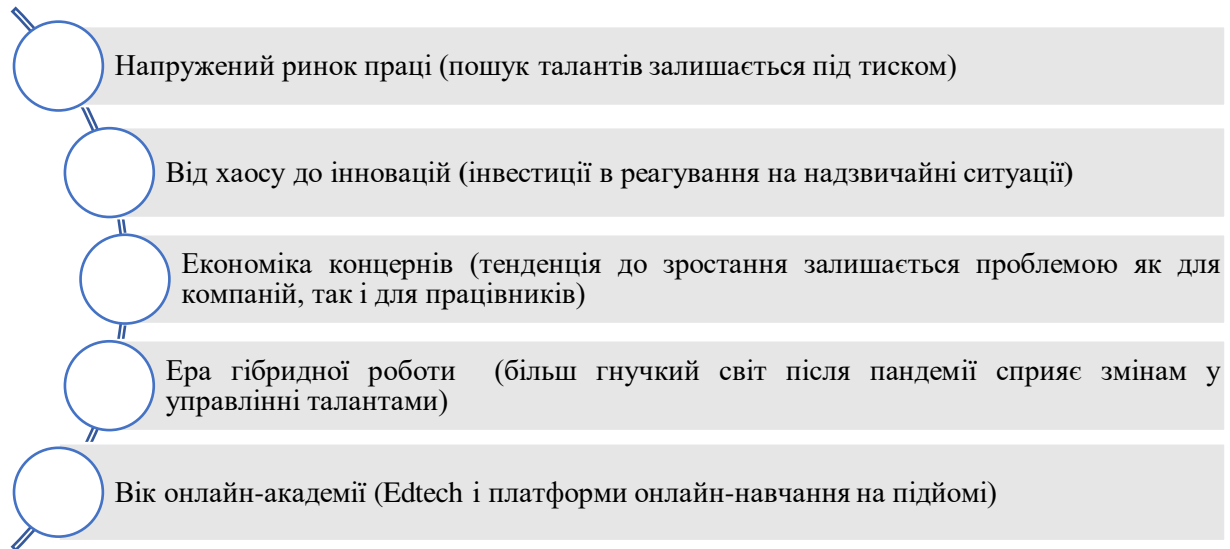 Напружений ринок праці (пошук талантів залишається під тиском)
Від хаосу до інновацій (інвестиції в реагування на надзвичайні ситуації)
Економіка концернів (тенденція до зростання залишається проблемою як для
компаній, так і для працівників)
Ера гібридної роботи (більш гнучкий світ після пандемії сприяє змінам у
управлінні талантами)
Вік онлайн-академії (Edtech і платформи онлайн-навчання на підйомі)